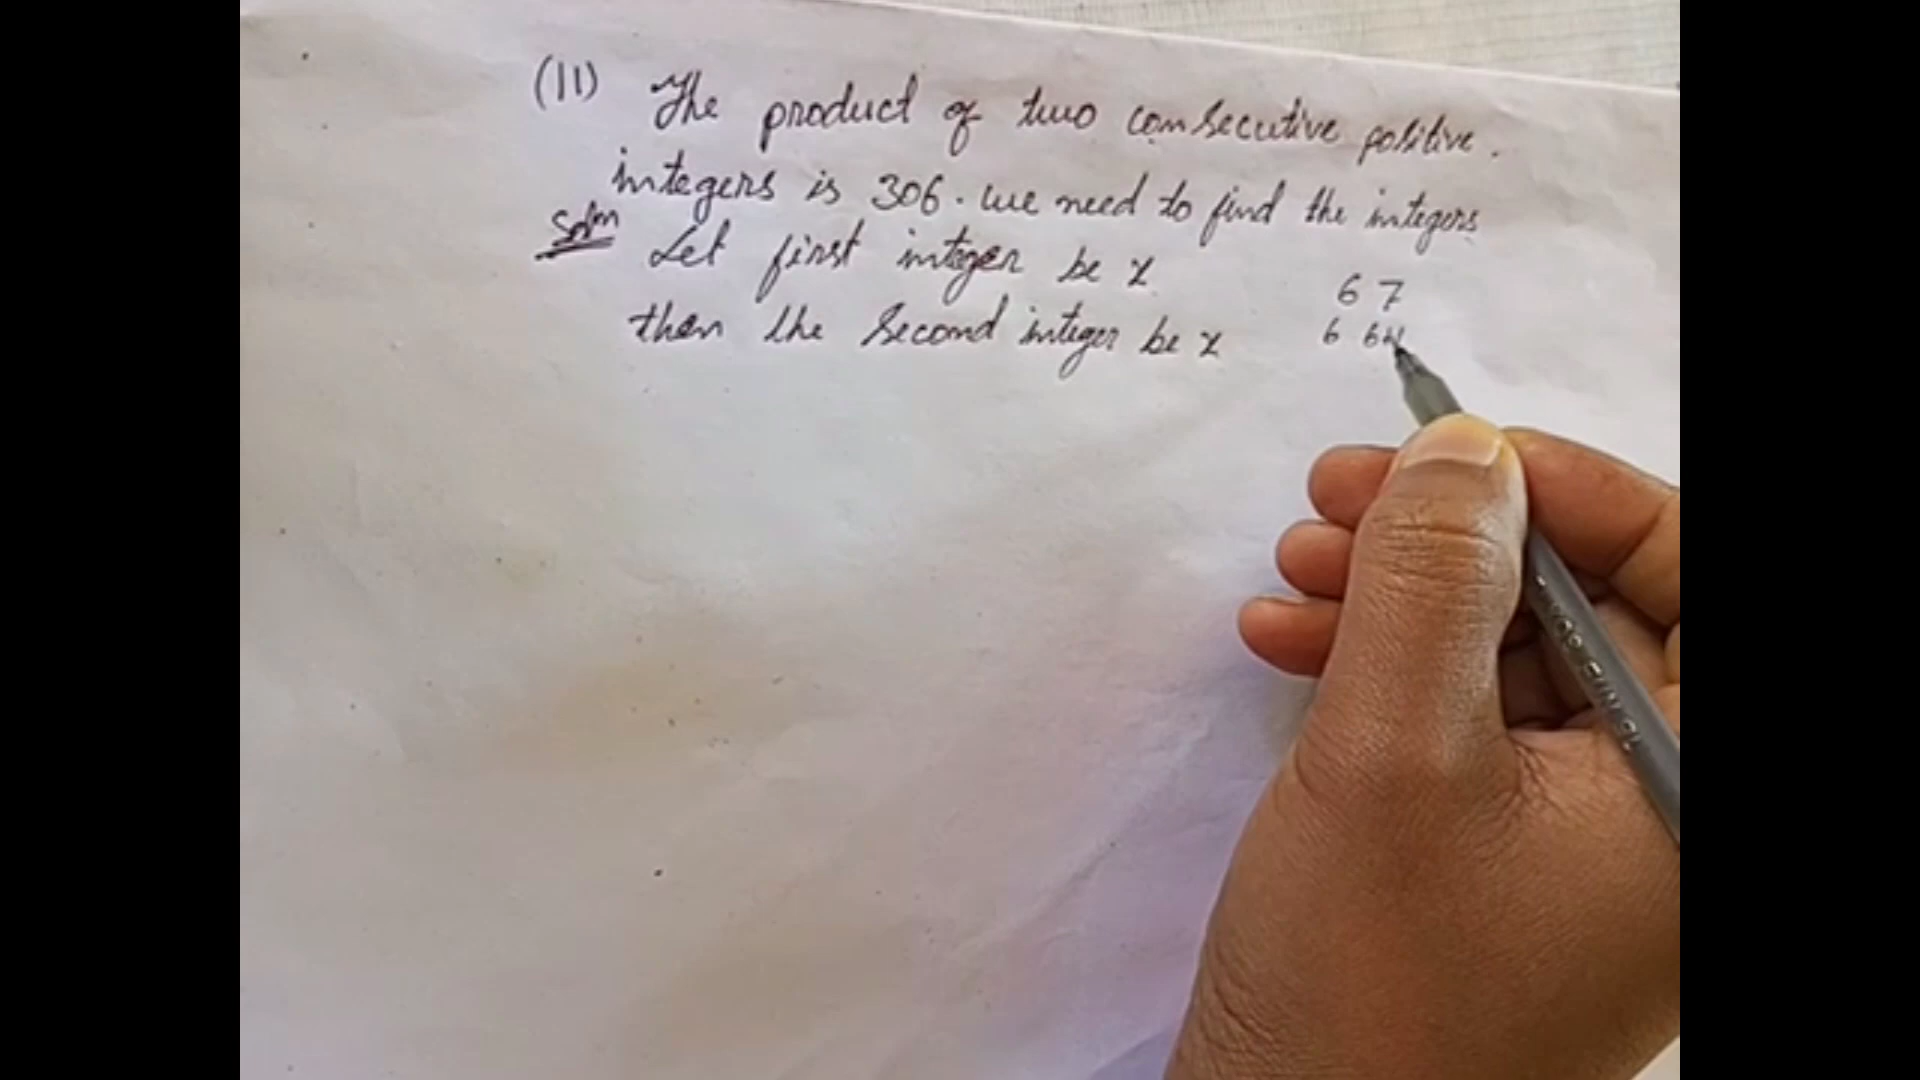 (11) The product of two consecutive positive.
integers is 306. we need to find the integers
Solm Let first integer be x
then the second integer be x
6 7
6 6+1